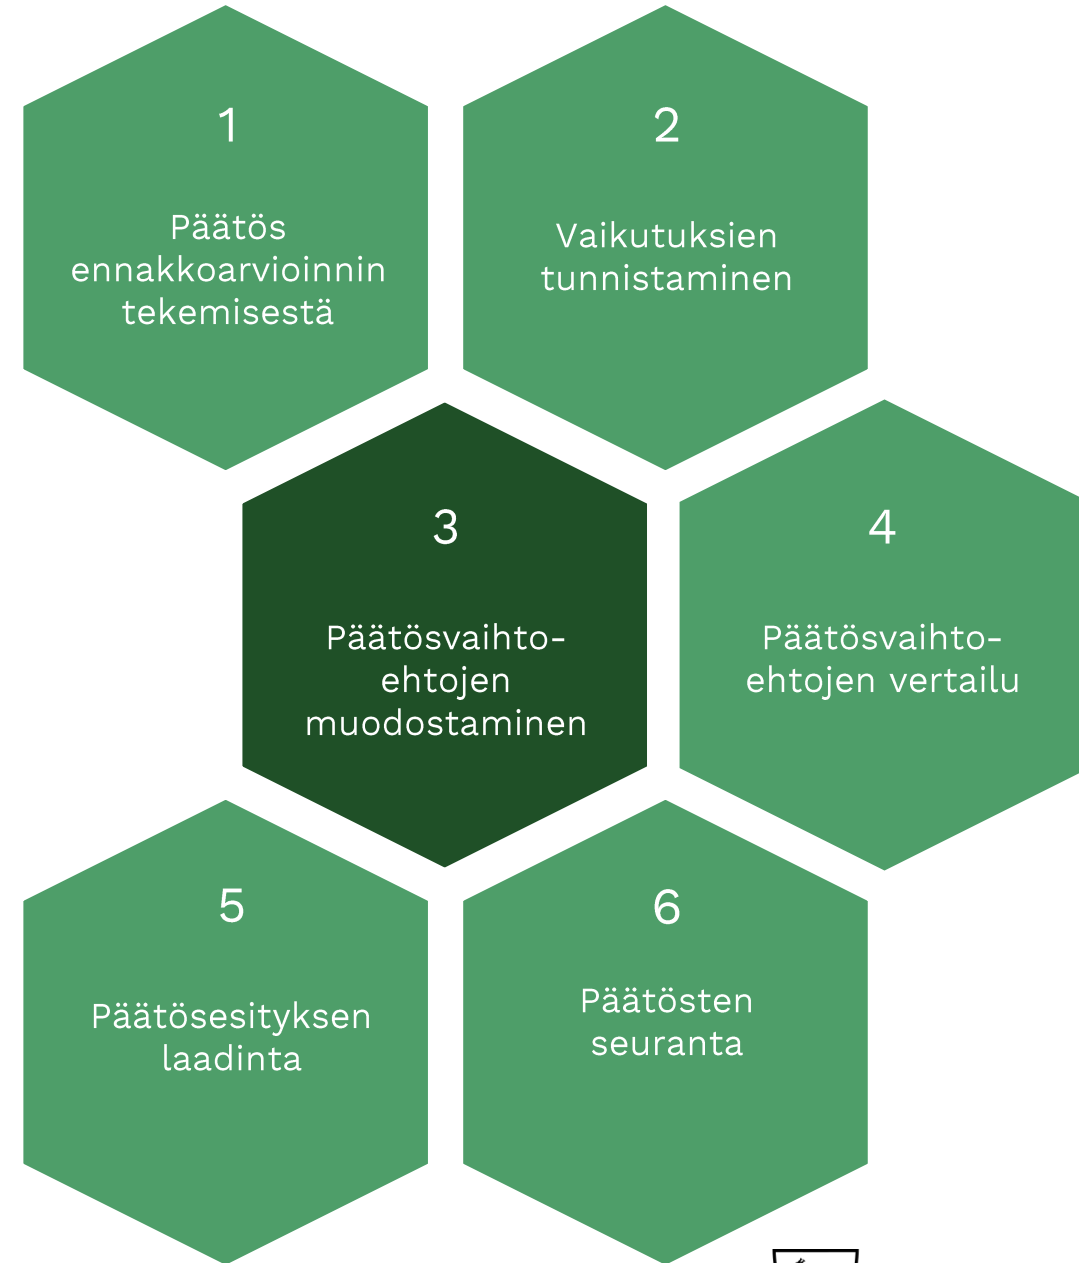 1
Päätös
ennakkoarvioinnin
tekemisestä
2
Vaikutuksien
tunnistaminen
3
Päätösvaihto-
ehtojen
muodostaminen
4
Päätösvaihto-
ehtojen vertailu
5
Päätösesityksen
laadinta
6
Päätösten
seuranta